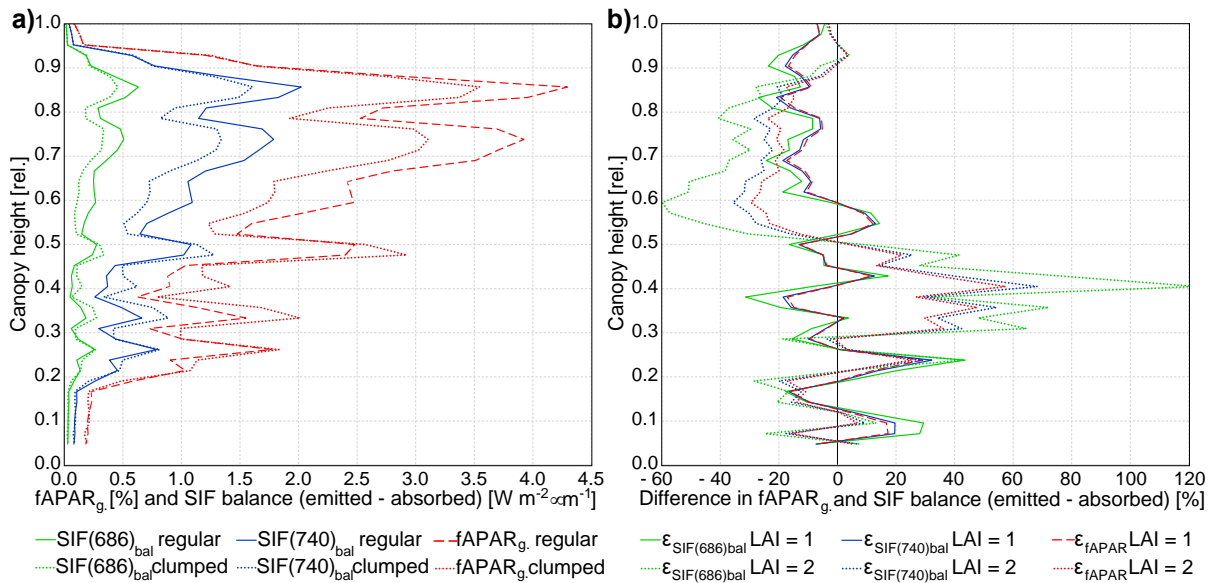 a)
Canopy height [rel.]
1.0
0.9
0.8
0.7
0.6
0.5
0.4
0.3
0.2
0.1
0.0
0.0 0.5 1.0 1.5 2.0 2.5 3.0 3.5 4.0 4.5
fAPARg. [%] and SIF balance (emitted - absorbed) [W m-2∝m-1]
SIF(686)bal regular
SIF(740)bal regular
fAPARg. regular
SIF(686)bal clumped
SIF(740)bal clumped
fAPARg. clumped
b)
Canopy height [rel.]
1.0
0.9
0.8
0.7
0.6
0.5
0.4
0.3
0.2
0.1
0.0
- 60 - 40 - 20 0 20 40 60 80 100 120
Difference in fAPARg. and SIF balance (emitted - absorbed) [%]
εSIF(686)bal LAI = 1
εSIF(740)bal LAI = 1
εfAPAR LAI = 1
εSIF(686)bal LAI = 2
εSIF(740)bal LAI = 2
εfAPAR LAI = 2